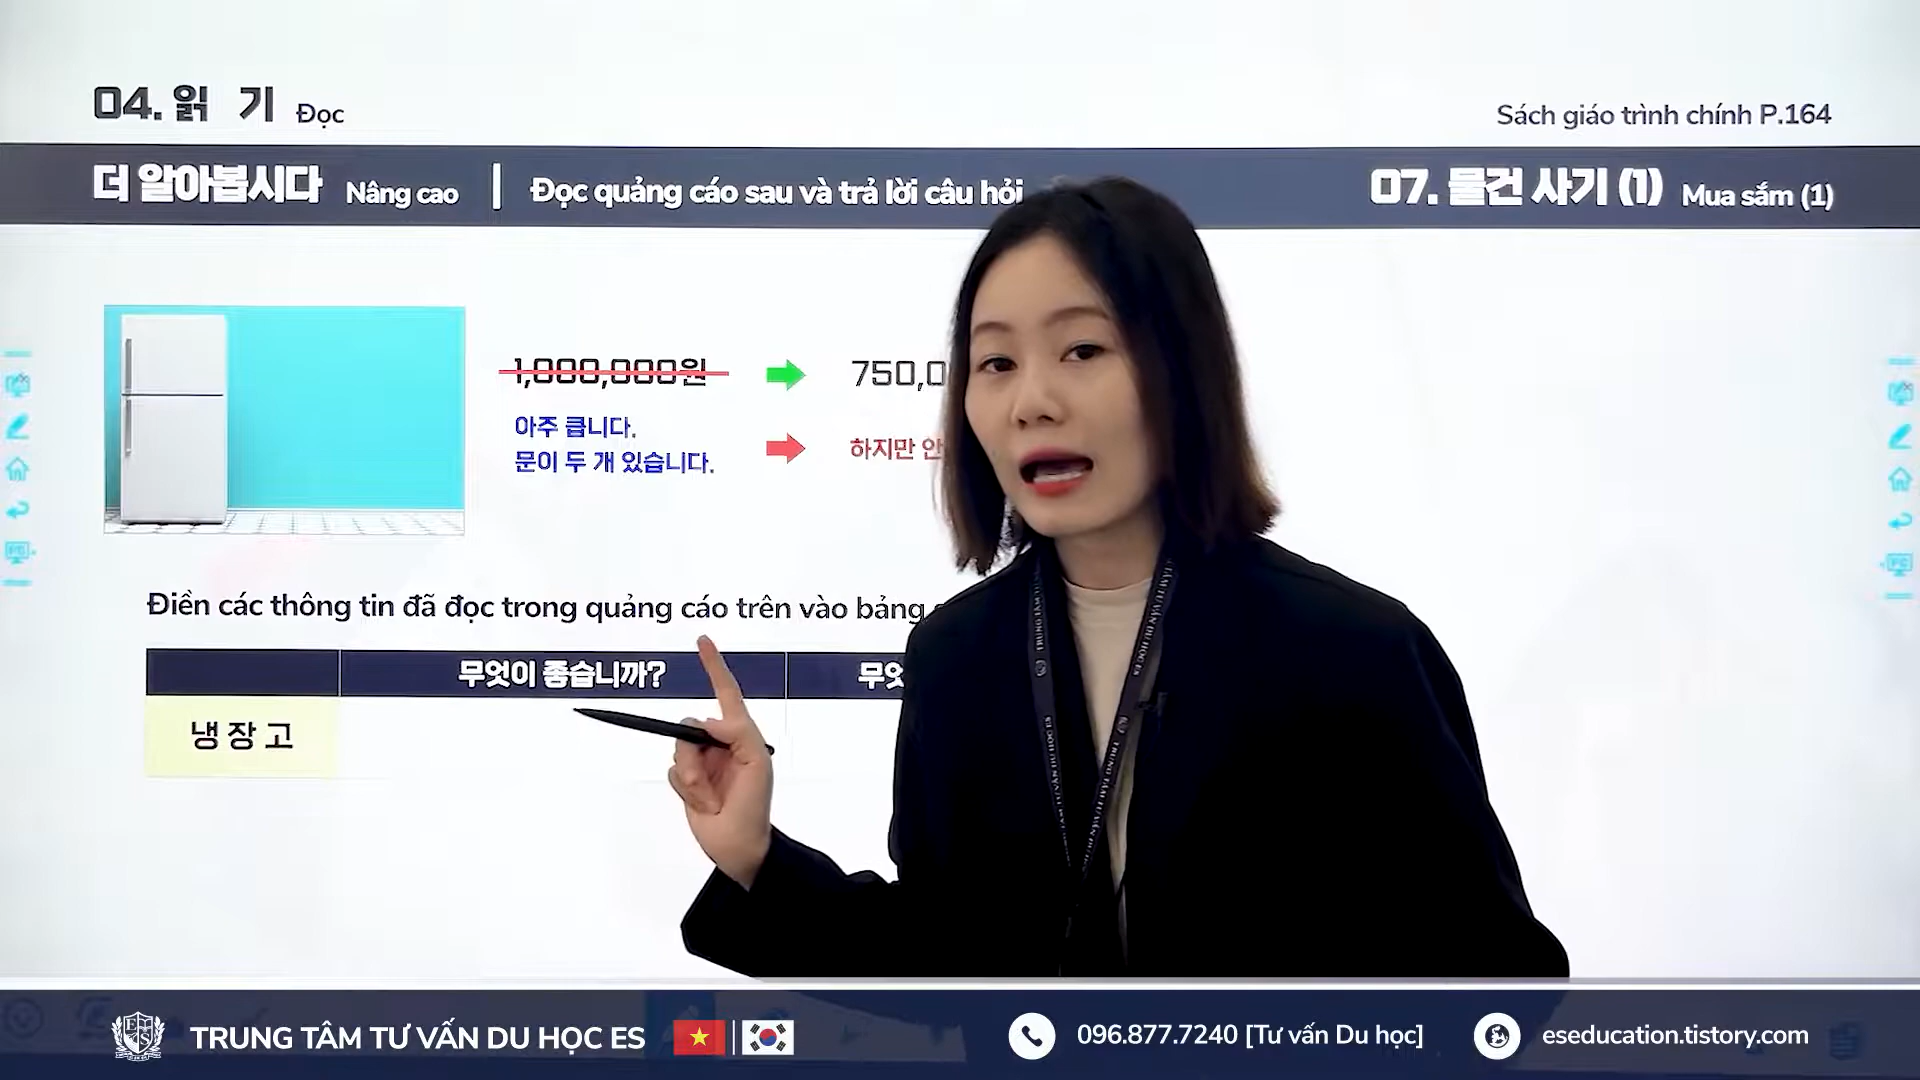 04. 읽 기 Đọc
Sách giáo trình chính P.164
더 알아봅시다 Nâng cao | Đọc quảng cáo sau và trả lời câu hỏi
07. 물건 사기 (1) Mua sắm (1)
1,000,000원
750,0
아주 큽니다.
하지만 안
문이 두 개 있습니다.
Điền các thông tin đã đọc trong quảng cáo trên vào bảng
무엇이 좋습니까?
무엇
냉장고
TRUNG TÂM TƯ VẤN DU HỌC ES
096.877.7240 [Tư vấn Du học]
eseducation.tistory.com